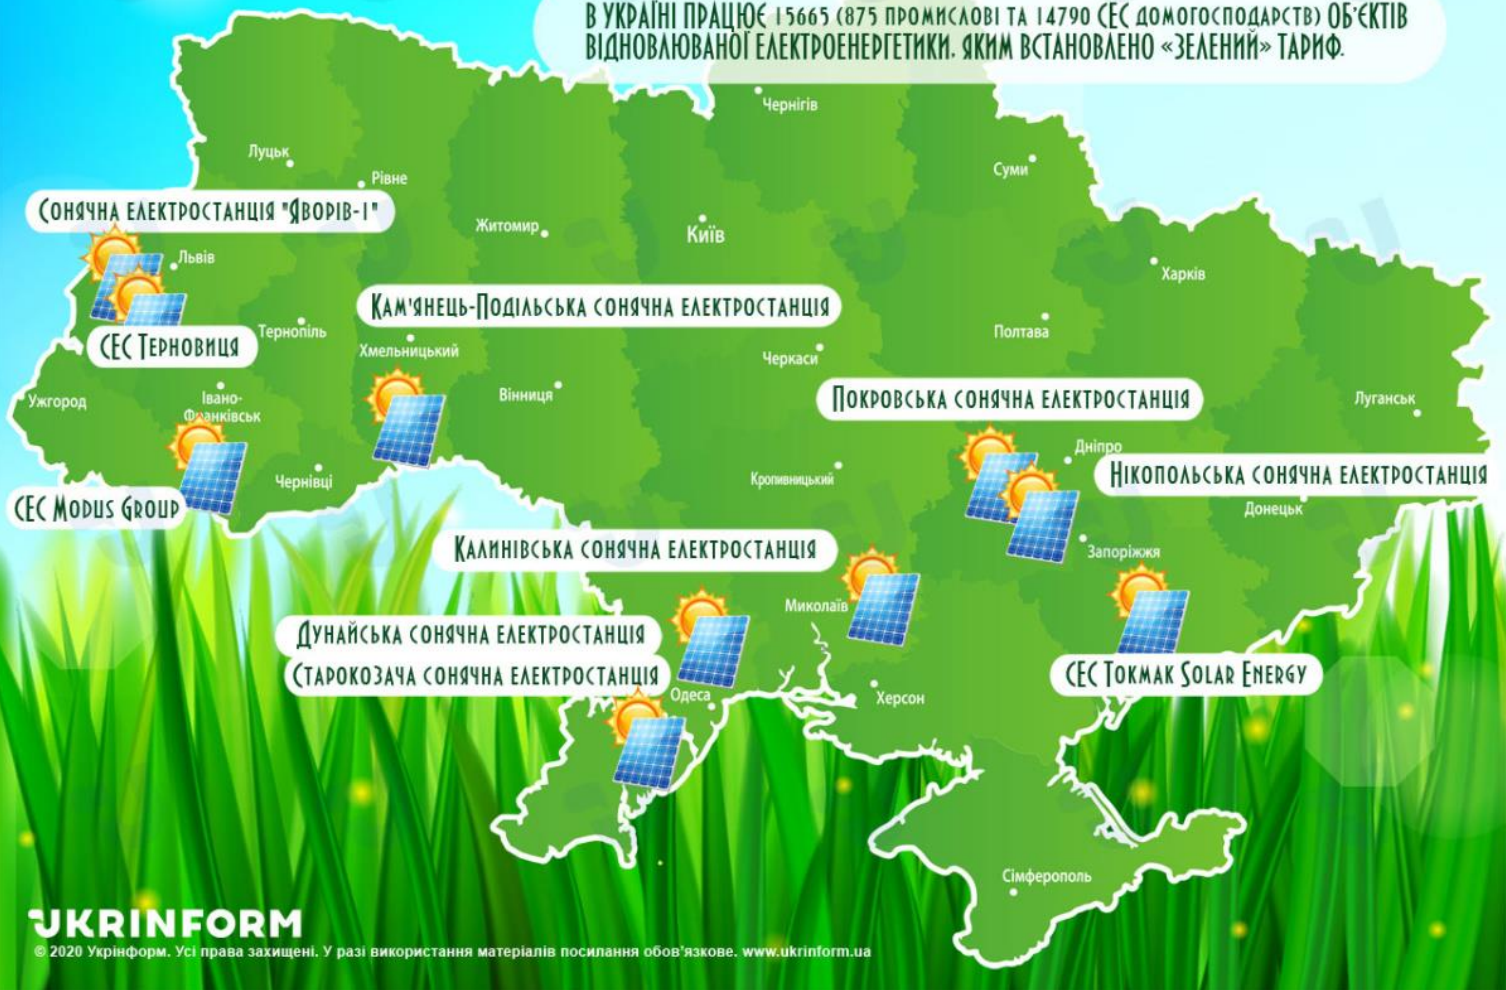 В УКРАЇНІ ПРАЦЮЄ 15665 (875 ПРОМИСЛОВІ ТА 14790 СЕС ДОМОГОСПОДАРСТВ) ОБ'ЄКТІВ
ВІДНОВЛЮВАНОЇ ЕЛЕКТРОЕНЕРГЕТИКИ. ЯКИМ ВСТАНОВЛЕНО «ЗЕЛЕНИЙ» ТАРИФ.
Чернігів
Луцьк
Рівне
Суми
СОНЯЧНА ЕЛЕКТРОСТАНЦІЯ "ЯВОРІВ-1"
Житомир
Київ
Львів
Харків
КАМ'ЯНЕЦЬ-ПОДІЛЬСЬКА СОНЯЧНА ЕЛЕКТРОСТАНЦІЯ
Тернопіль
Полтава
СЕС ТЕРНОВИЦЯ
Хмельницький
Черкаси
Вінниця
Ужгород
Івано-
Франківськ
ПОКРОВСЬКА СОНЯЧНА ЕЛЕКТРОСТАНЦІЯ
Луганськ
Дніпро
НІКОПОЛЬСЬКА СОНЯЧНА ЕЛЕКТРОСТАНЦІЯ
Чернівці
Кропивницький
СЕС MODUS GROUP
Донецьк
КАЛИНІВСЬКА СОНЯЧНА ЕЛЕКТРОСТАНЦІЯ
Запоріжжя
Миколаїв
ДУНАЙСЬКА СОНЯЧНА ЕЛЕКТРОСТАНЦІЯ
СТАРОКОЗАЧА СОНЯЧНА ЕЛЕКТРОСТАНЦІЯ
СЕС TOKMAK SOLAR ENERGY
Одеса
Херсон
Сімферополь
UKRINFORM
© 2020 Укрінформ. Усі права захищені. У разі використання матеріалів посилання обов'язкове. www.ukrinform.ua